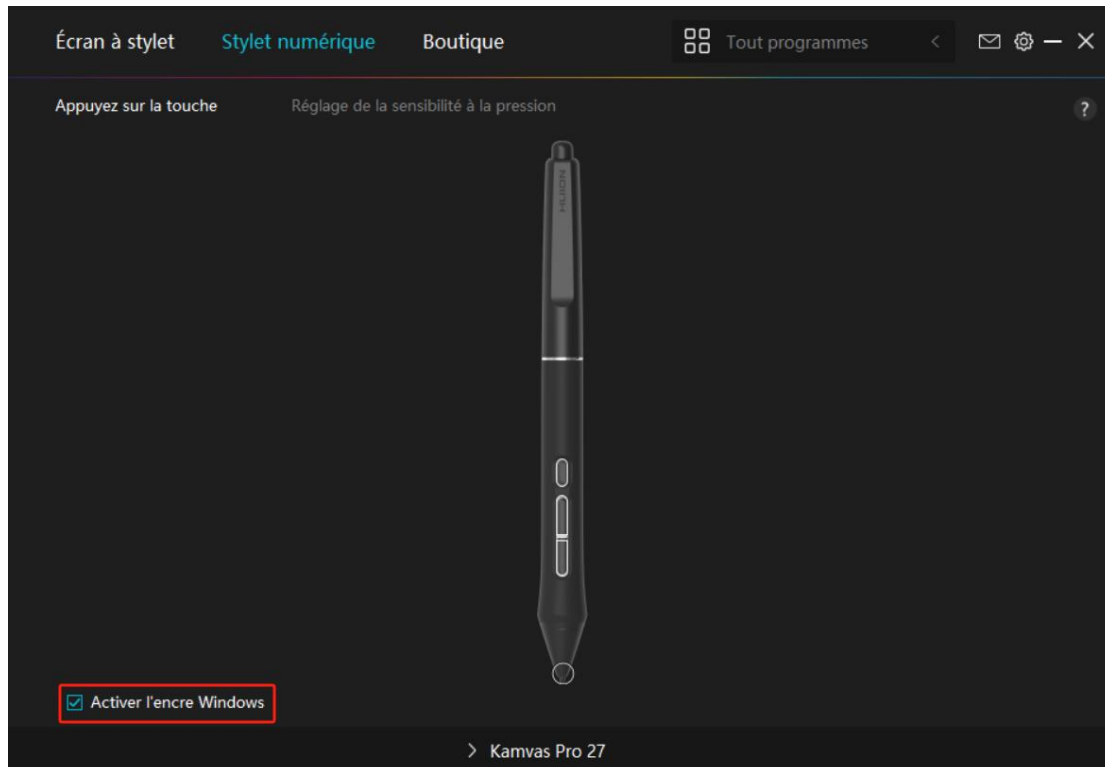 Écran à stylet Stylet numérique Boutique Tout programmes <
Appuyez sur la touche Réglage de la sensibilité à la pression ?
HUION
Activer l'encre Windows
> Kamvas Pro 27